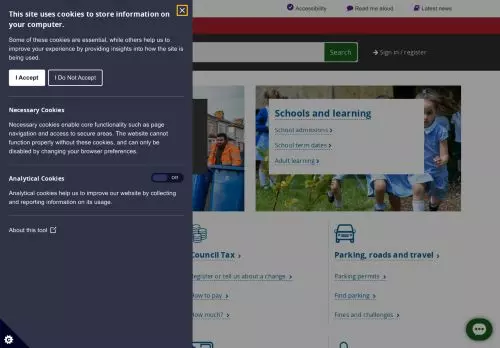 This site uses cookies to store information on
your computer.
Some of these cookies are essential, while others help us to
improve your experience by providing insights into how the site is
being used.
I Accept
I Do Not Accept
Necessary Cookies
Necessary cookies enable core functionality such as page
navigation and access to secure areas. The website cannot
function properly without these cookies, and can only be
disabled by changing your browser preferences.
Analytical Cookies
Off
Analytical cookies help us to improve our website by collecting
and reporting information on its usage.
About this tool
Accessibility
Read me aloud
Latest news
Search
Sign in / register
Schools and learning
School admissions
School term dates
Adult learning
Council Tax
Register or tell us about a change
How to pay
How much?
Parking, roads and travel
Parking permits
Find parking
Fines and challenges